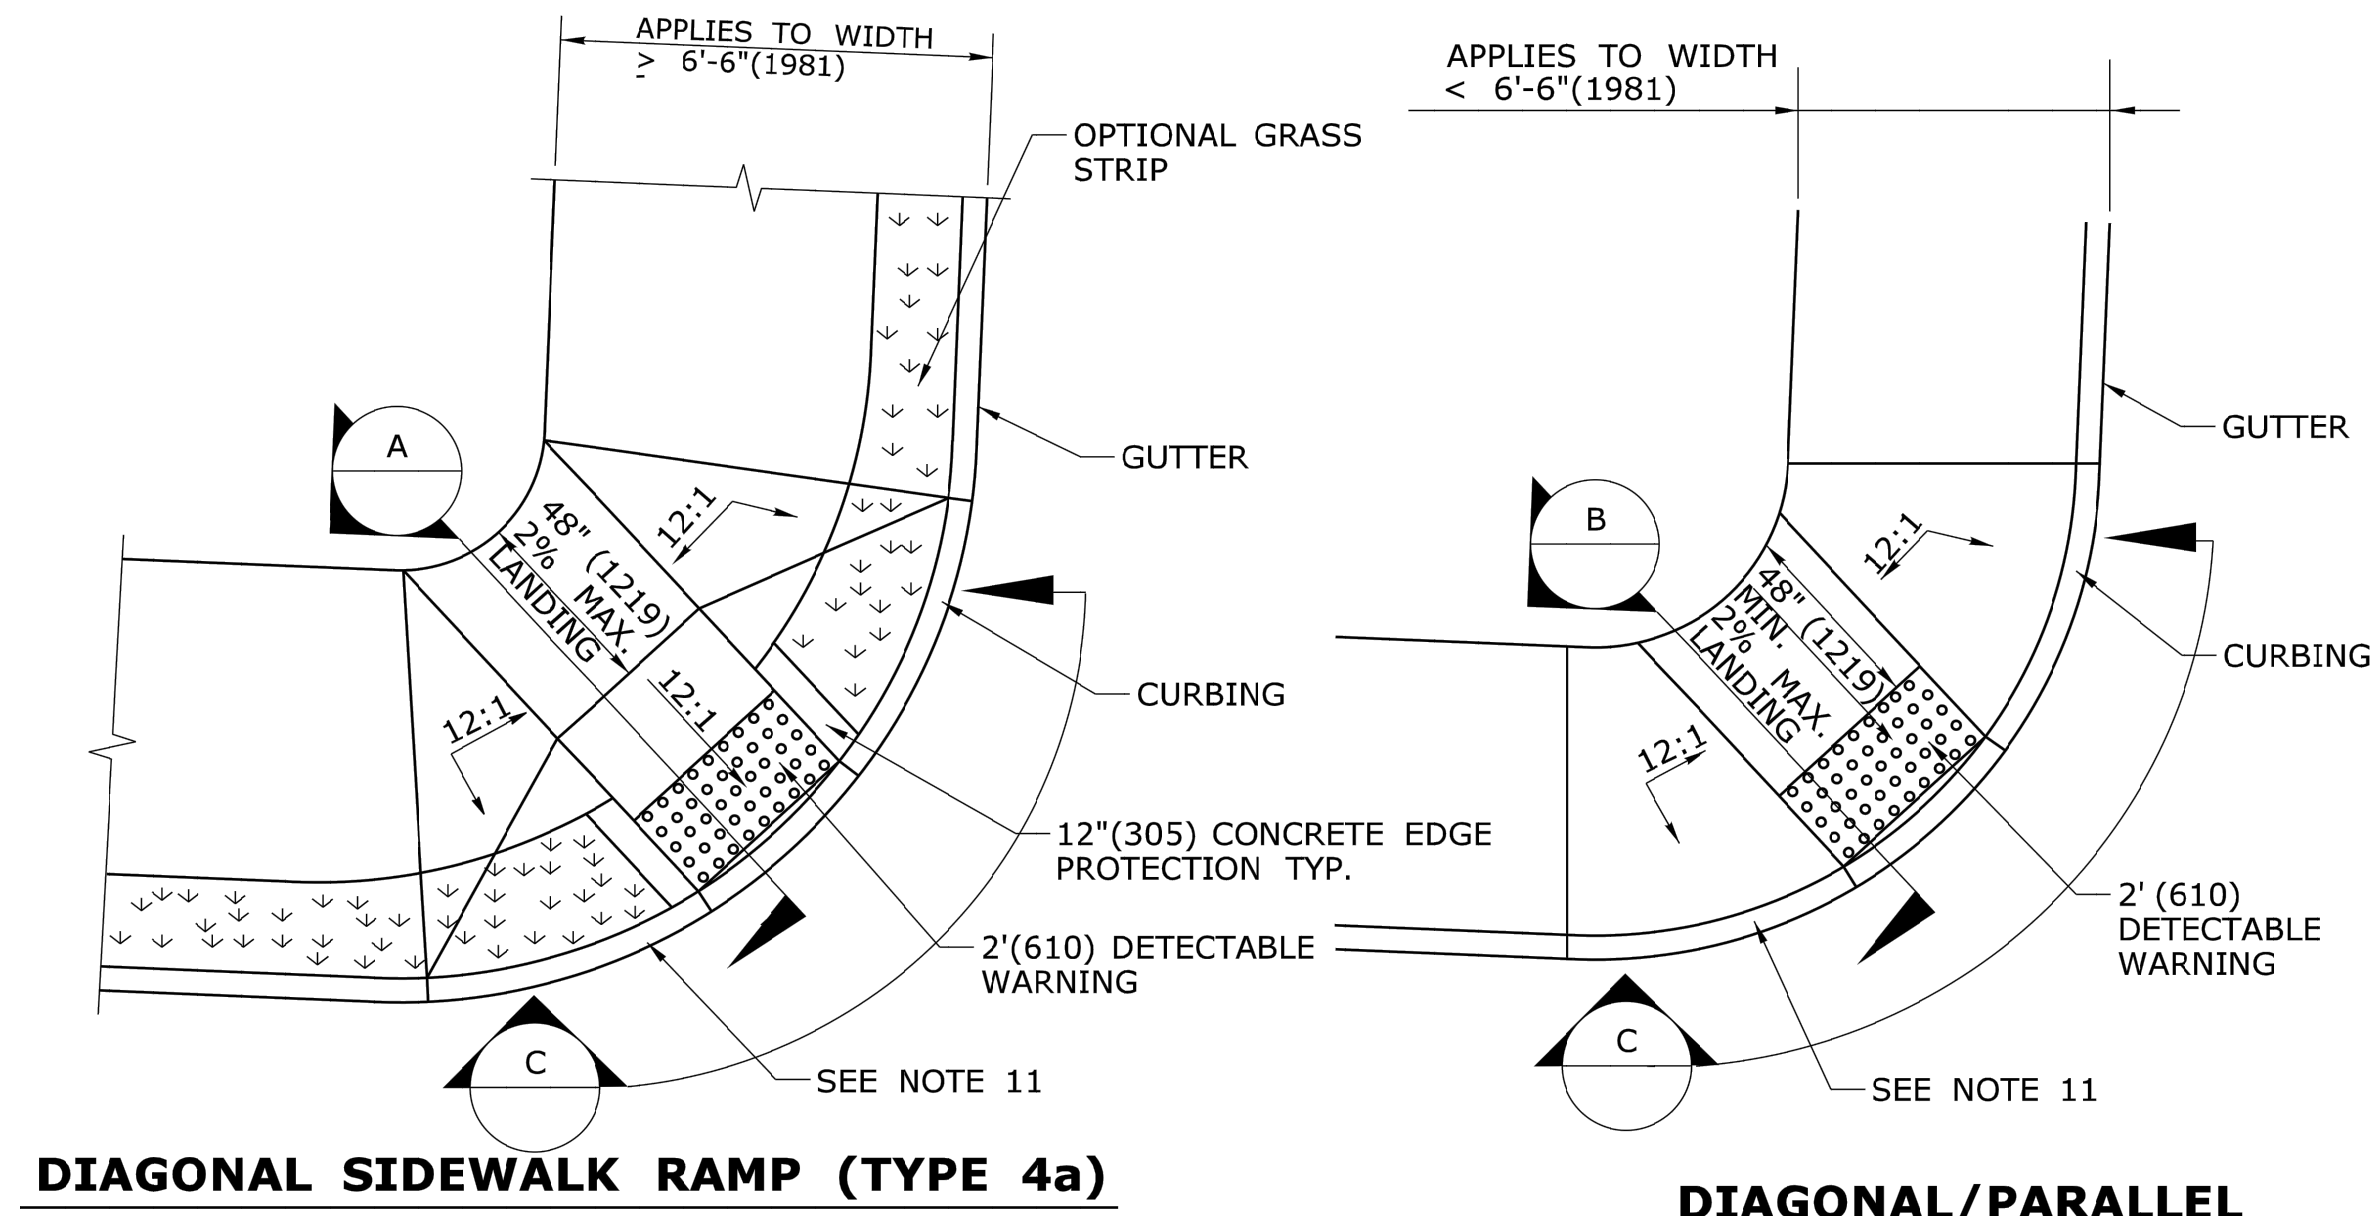 APPLIES TO WIDTH
≥ 6'-6"(1981)
OPTIONAL GRASS
STRIP
A
48" (1219)
2% MAX.
LANDING
12:1
GUTTER
CURBING
12:1
12:1
12"(305) CONCRETE EDGE
PROTECTION TYP.
2'(610) DETECTABLE
WARNING
C
SEE NOTE 11
DIAGONAL SIDEWALK RAMP (TYPE 4a)
APPLIES TO WIDTH
< 6'-6"(1981)
GUTTER
B
48" (1219)
MIN.
2% MAX.
LANDING
12:1
CURBING
12:1
2' (610)
DETECTABLE
WARNING
C
SEE NOTE 11
DIAGONAL/PARALLEL